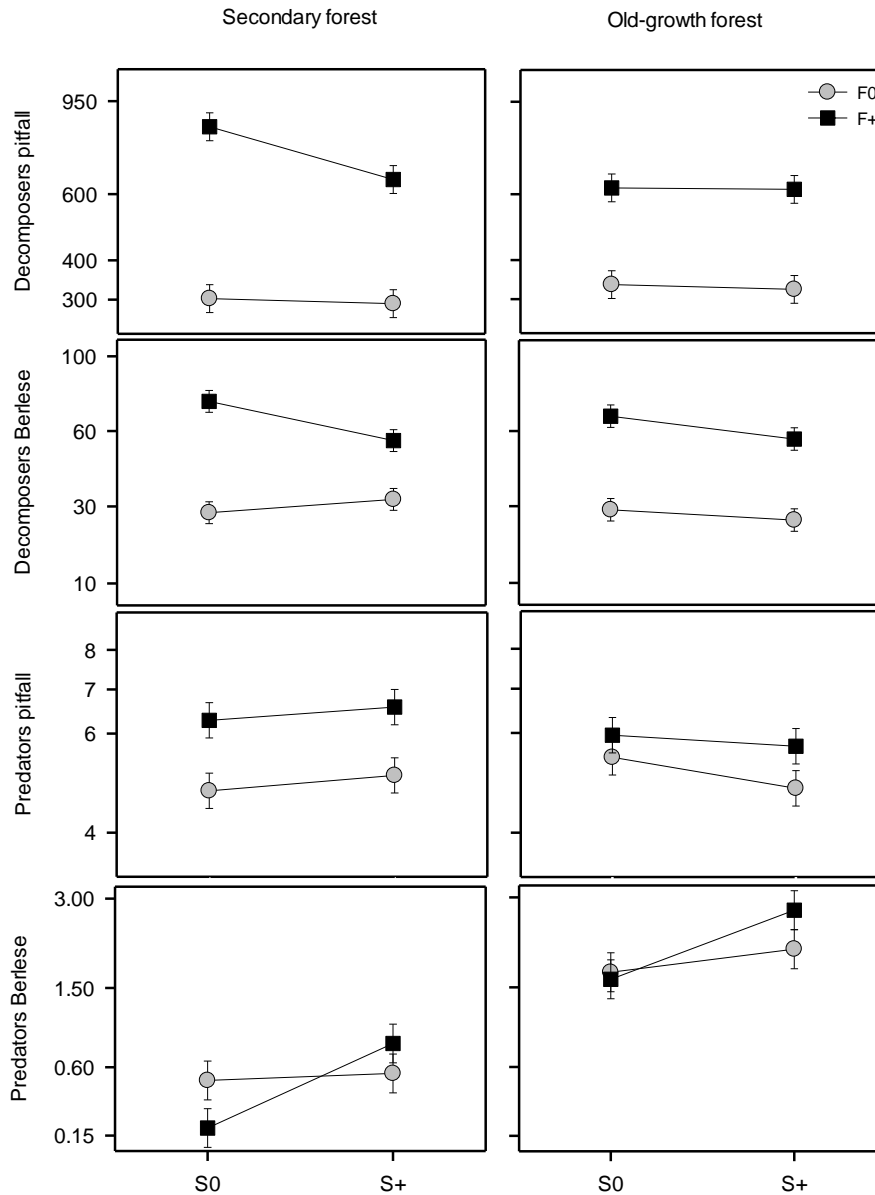 Secondary forest
Old-growth forest
Decomposers pitfall
950
600
400
300
F0
F+
Decomposers Berlese
100
60
30
10
Predators pitfall
8
7
6
4
Predators Berlese
3.00
1.50
0.60
0.15
S0
S+
S0
S+